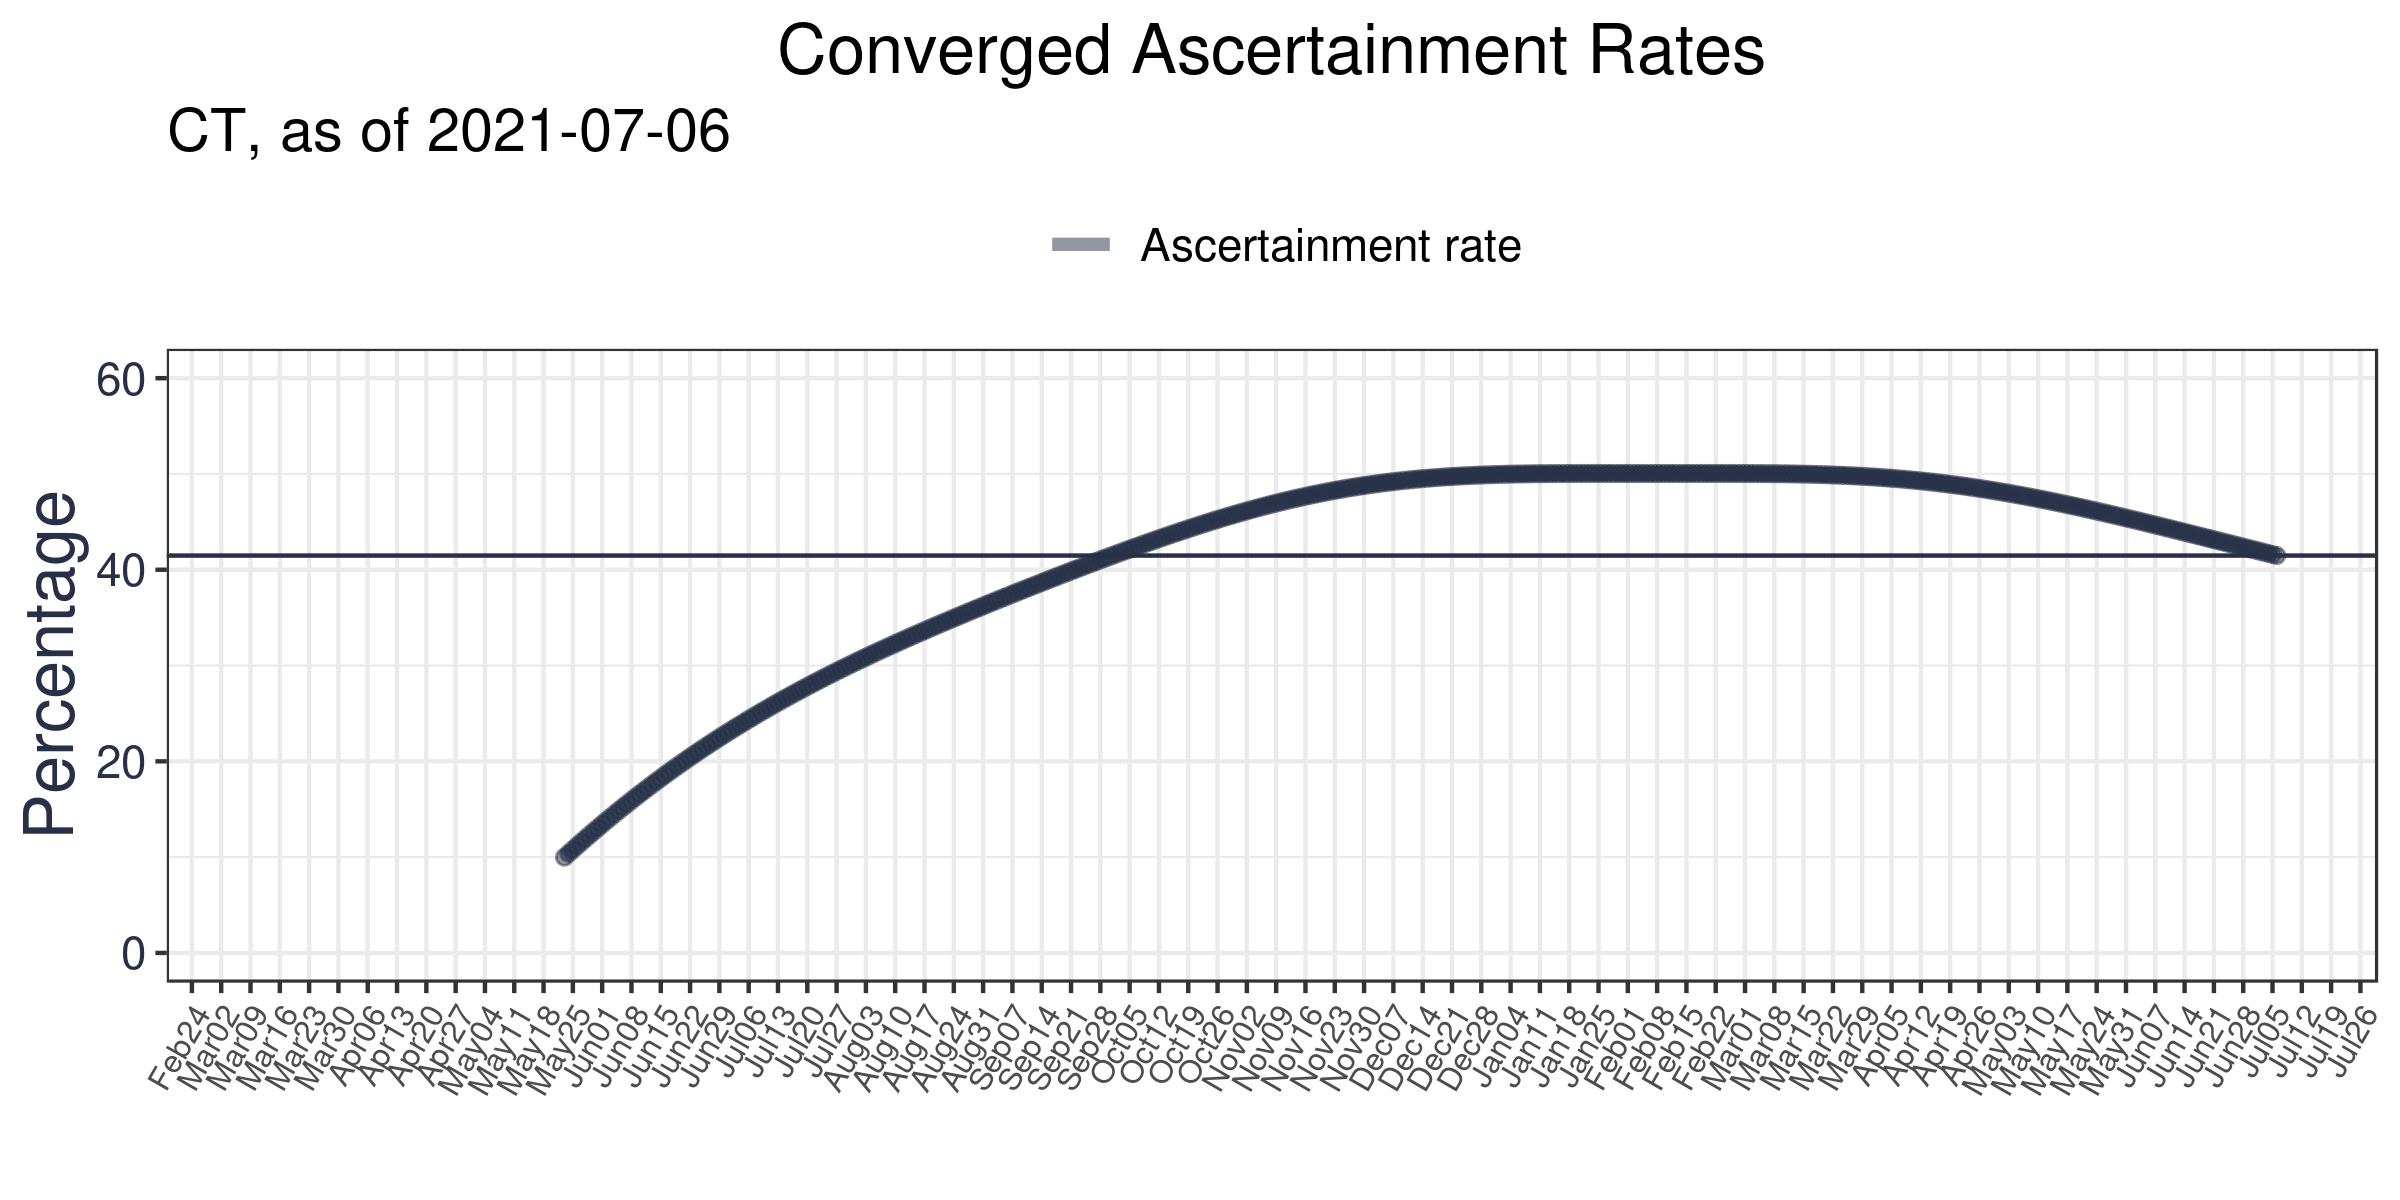 Converged Ascertainment Rates
CT, as of 2021-07-06
Ascertainment rate
Percentage
60
40
20
0
Feb24 Mar02 Mar09 Mar16 Mar23 Mar30 Apr06 Apr13 Apr20 Apr27 May04 May11 May18 May25 Jun01 Jun08 Jun15 Jun22 Jun29 Jul06 Jul13 Jul20 Jul27 Aug03 Aug10 Aug17 Aug24 Aug31 Sep07 Sep14 Sep21 Sep28 Oct05 Oct12 Oct19 Oct26 Nov02 Nov09 Nov16 Nov23 Nov30 Dec07 Dec14 Dec21 Dec28 Jan04 Jan11 Jan18 Jan25 Feb01 Feb08 Feb15 Feb22 Mar01 Mar08 Mar15 Mar22 Mar29 Apr05 Apr12 Apr19 Apr26 May03 May10 May17 May24 May31 Jun07 Jun14 Jun21 Jun28 Jul05 Jul12 Jul19 Jul26